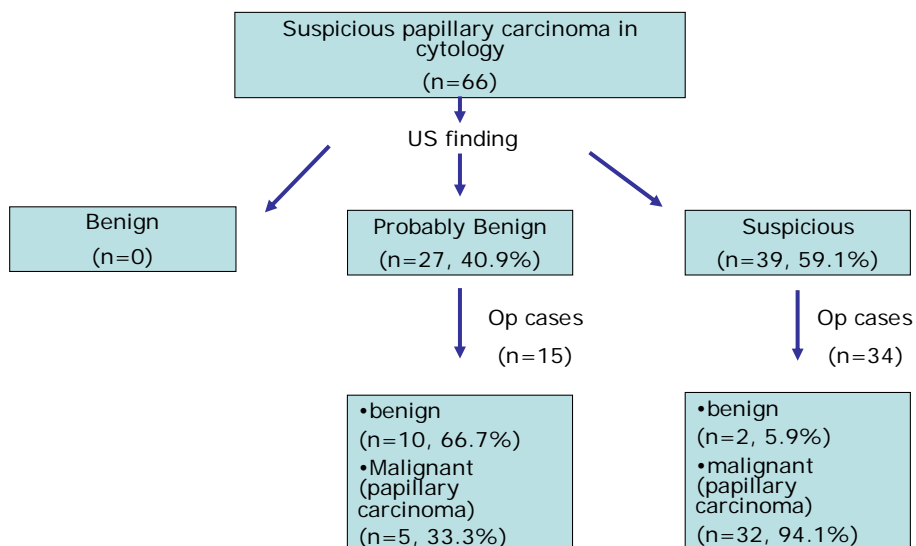 Suspicious papillary carcinoma in
cytology
(n=66)
US finding
Benign
(n=0)
Probably Benign
(n=27, 40.9%)
Suspicious
(n=39, 59.1%)
Op cases
(n=15)
Op cases
(n=34)
•benign
(n=10, 66.7%)
•Malignant
(papillary
carcinoma)
(n=5, 33.3%)
•benign
(n=2, 5.9%)
•malignant
(papillary
carcinoma)
(n=32, 94.1%)